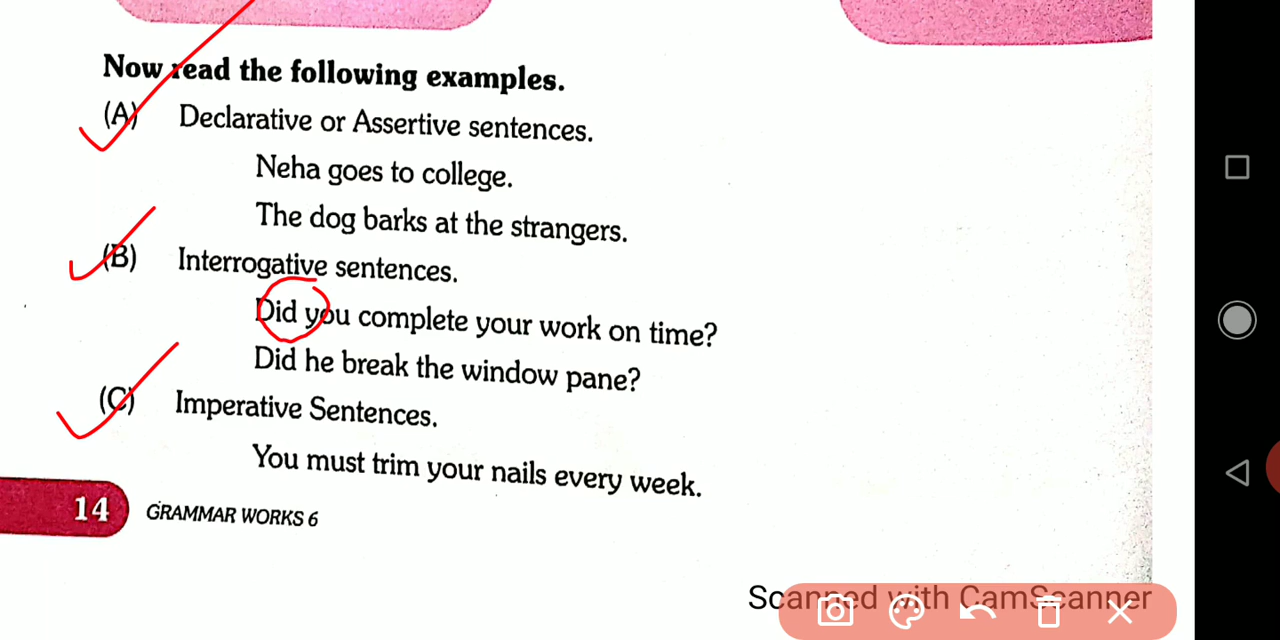 Now read the following examples.
(A) Declarative or Assertive sentences.
Neha goes to college.
The dog barks at the strangers.
(B) Interrogative sentences.
Did you complete your work on time?
Did he break the window pane?
(C) Imperative Sentences.
You must trim your nails every week.
14 GRAMMAR WORKS 6
Scanned with CamScanner